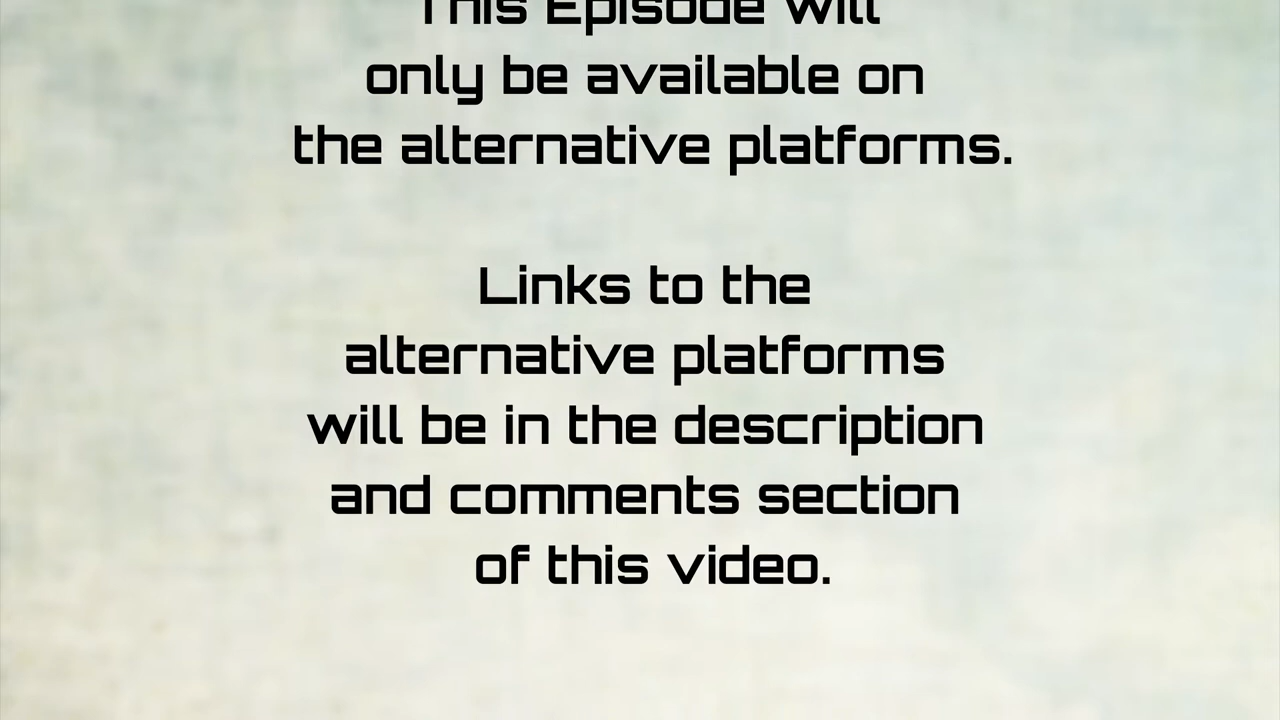 This Episode will
only be available on
the alternative platforms.
Links to the
alternative platforms
will be in the description
and comments section
of this video.